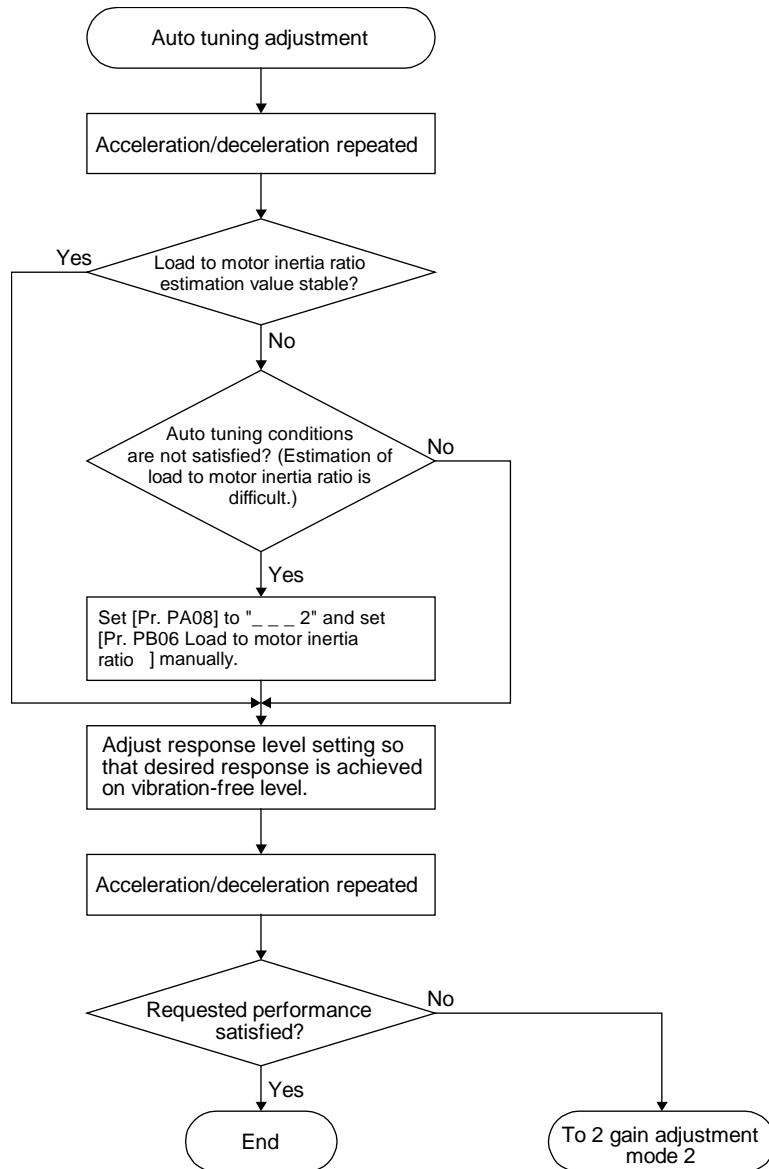 Auto tuning adjustment
Acceleration/deceleration repeated
Yes
Load to motor inertia ratio
estimation value stable?
No
Auto tuning conditions
are not satisfied? (Estimation of
load to motor inertia ratio is
difficult.)
No
Yes
Set [Pr. PA08] to "_ _ _ 2" and set
[Pr. PB06 Load to motor inertia
ratio ] manually.
Adjust response level setting so
that desired response is achieved
on vibration-free level.
Acceleration/deceleration repeated
Requested performance
satisfied?
No
Yes
End
To 2 gain adjustment
mode 2